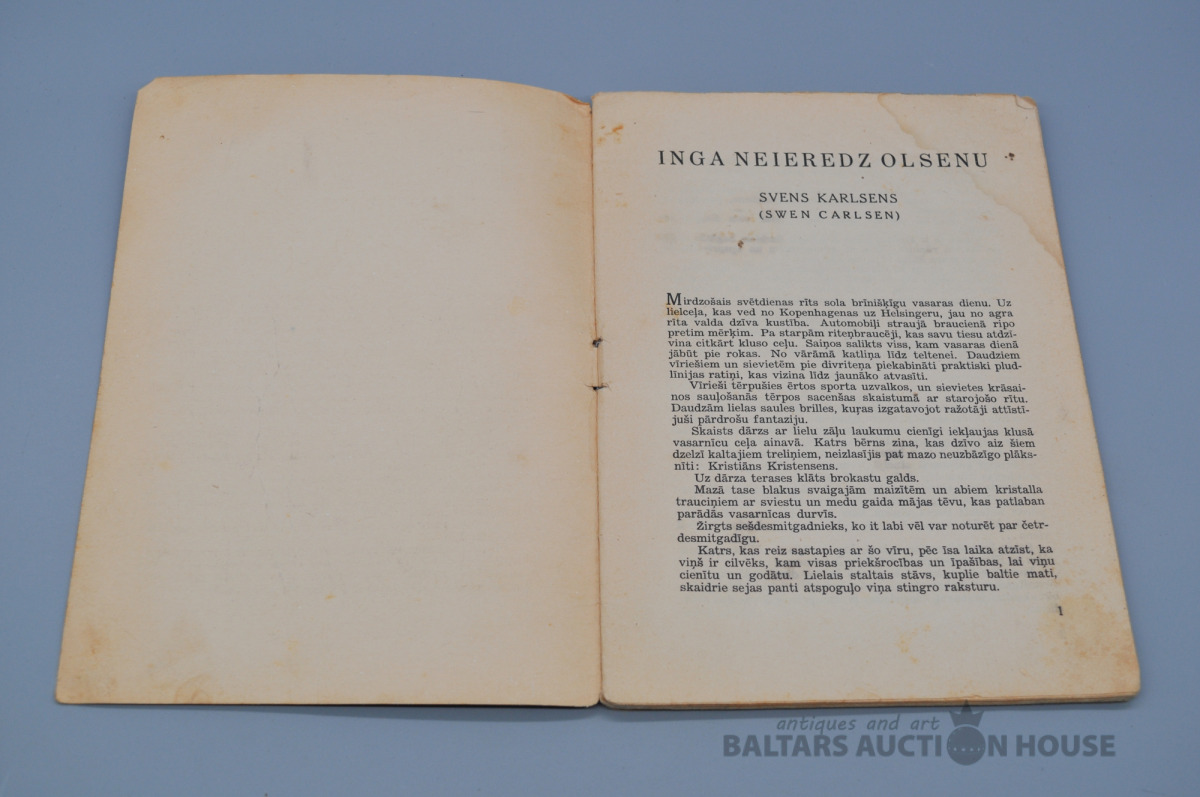 INGA NEIEREDZ OLSENU
SVENS KARLSENS
(SWEN CARLSEN)
Mirdzošais svētdienas rīts sola brīnišķīgu vasaras dienu. Uz
lielceļa, kas ved no Kopenhagenas uz Helsingeru, jau no agra
rīta valda dzīva kustība. Automobiļi straujā braucienā ripo
pretim mērķim. Pa starpām riteņbraucēji, kas savu tiesu atdzī-
vina citkārt kluso ceļu. Saiņos salikts viss, kam vasaras dienā
jābūt pie rokas. No vārāmā katliņa līdz teltenei. Daudziem
vīriešiem un sievietēm pie divriteņa piekabināti praktiski plud-
līnijas ratiņi, kas vizina līdz jaunāko atvasīti.
Vīrieši tērpušies ērtos sporta uzvalkos, un sievietes krāsai-
nos sauļošanās tērpos sacenšas skaistumā ar starojošo rītu.
Daudzām lielas saules brilles, kuŗas izgatavojot ražotāji attīstī-
juši pārdrošu fantaziju.
Skaists dārzs ar lielu zāļu laukumu cienīgi iekļaujas klusā
vasarnīcu ceļa ainavā. Katrs bērns zina, kas dzīvo aiz šiem
dzelzī kaltajiem treliņiem, neizlasījis pat mazo neuzbāzīgo plāks-
nīti: Kristiāns Kristensens.
Uz dārza terases klāts brokastu galds.
Mazā tase blakus svaigajām maizītēm un abiem kristalla
trauciņiem ar sviestu un medu gaida mājas tēvu, kas patlaban
parādās vasarnīcas durvīs.
Žirgts sešdesmitgadnieks, ko it labi vēl var noturēt par četr-
desmitgadīgu.
Katrs, kas reiz sastapies ar šo vīru, pēc īsa laika atzīst, ka
viņš ir cilvēks, kam visas priekšrocības un īpašības, lai viņu
cienītu un godātu. Lielais staltais stāvs, kuplie baltie mati,
skaidrie sejas panti atspoguļo viņa stingro raksturu.
1
antiques and art
BALTARS AUCTION HOUSE